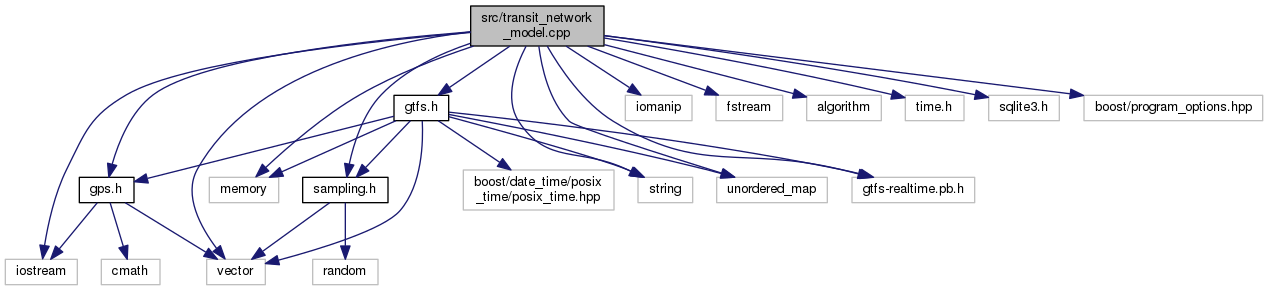 src/transit_network
_model.cpp
gtfs.h
iomanip
fstream
algorithm
time.h
sqlite3.h
boost/program_options.hpp
gps.h
memory
sampling.h
boost/date_time/posix
_time/posix_time.hpp
string
unordered_map
gtfs-realtime.pb.h
iostream
cmath
vector
random